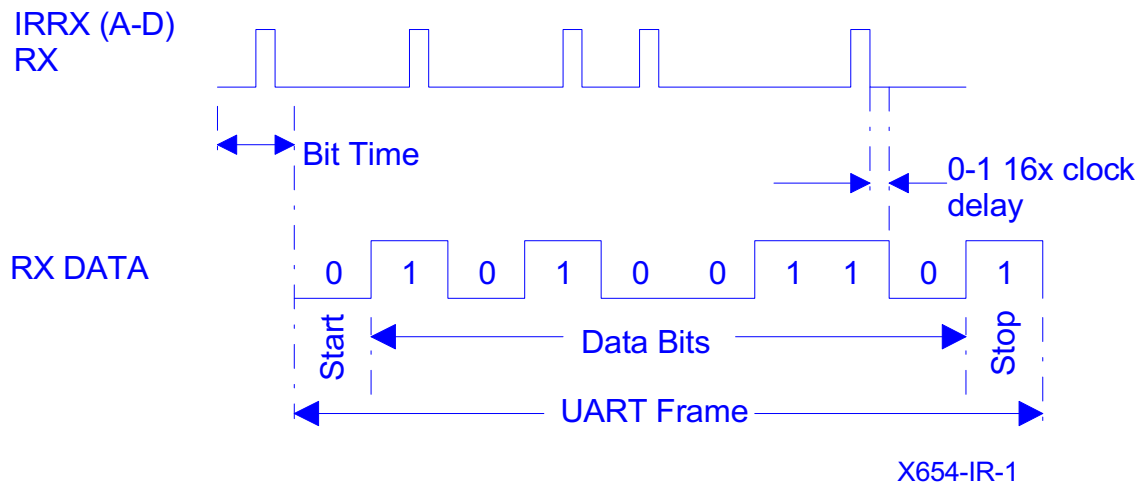 IRRX (A-D)
RX
Bit Time
0-1 16x clock
delay
RX DATA
0 1 0 1 0 0 1 1 0 1
Start
Data Bits
Stop
UART Frame
X654-IR-1